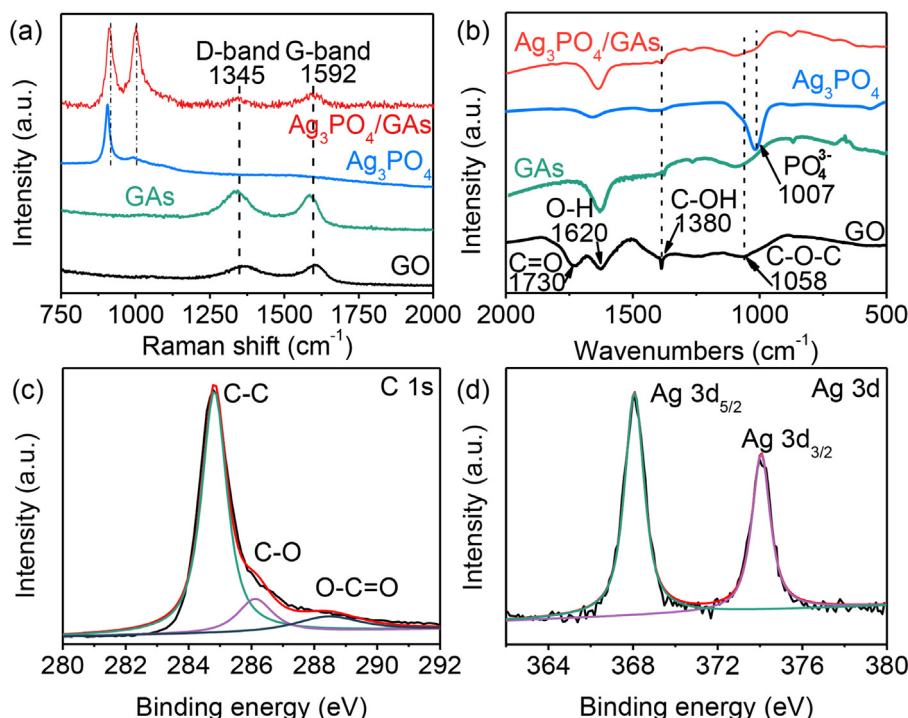 (a)
D-band G-band
1345 1592
Ag₃PO₄/GAs
Ag₃PO₄
GAs
GO
Intensity (a.u.)
750 1000 1250 1500 1750 2000
Raman shift (cm⁻¹)
(b)
Ag₃PO₄/GAs
Ag₃PO₄
GAs
PO₄³⁻
1007
O-H
1620
C-OH
1380
GO
C=O
1730
C-O-C
1058
Intensity (a.u.)
2000 1500 1000 500
Wavenumbers (cm⁻¹)
(c)
C-C
C 1s
C-O
O-C=O
Intensity (a.u.)
280 282 284 286 288 290 292
Binding energy (eV)
(d)
Ag 3d₅/₂
Ag 3d
Ag 3d₃/₂
Intensity (a.u.)
364 368 372 376 380
Binding energy (eV)